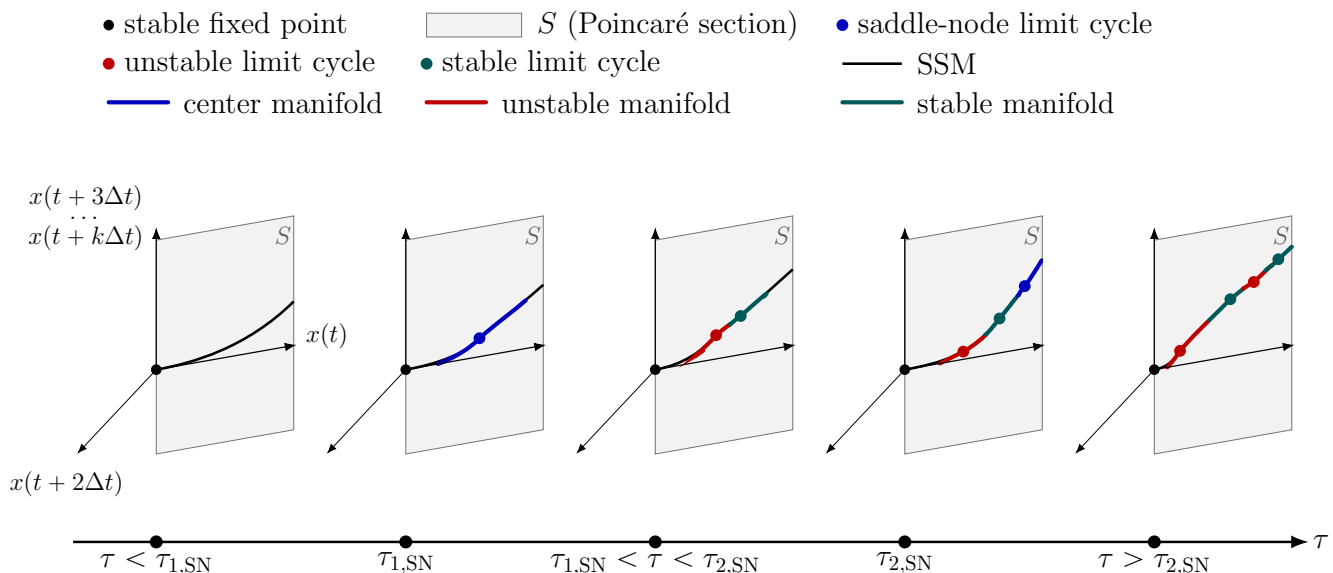 stable fixed point S (Poincaré section) saddle-node limit cycle
unstable limit cycle stable limit cycle SSM
center manifold unstable manifold stable manifold
x(t + 3Δt)
...
x(t + kΔt)
S S S S S
x(t)
x(t + 2Δt)
τ
τ < τ1,SN τ1,SN τ1,SN < τ < τ2,SN τ2,SN τ > τ2,SN